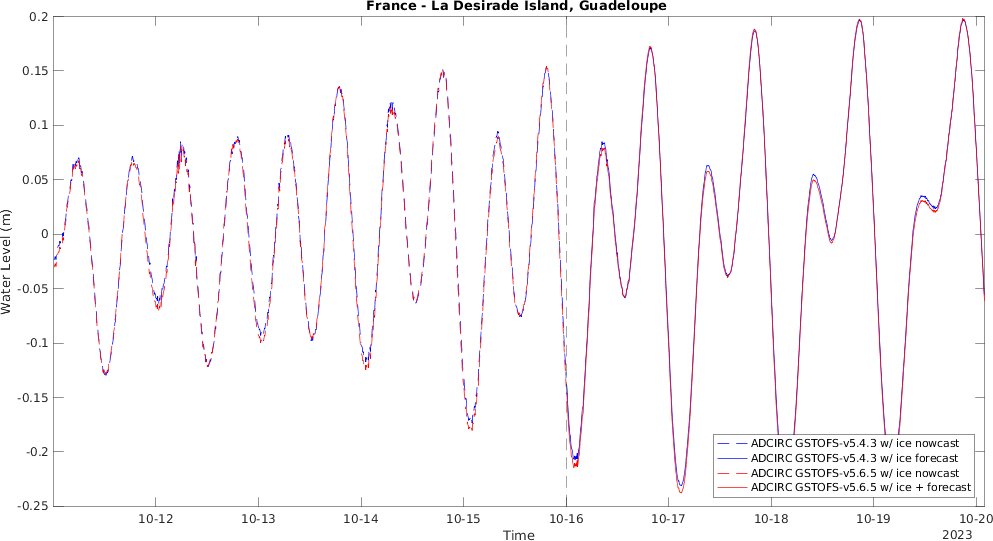 France - La Desirade Island, Guadeloupe
0.2
0.15
0.1
0.05
0
-0.05
-0.1
-0.15
-0.2
-0.25
Water Level (m)
ADCIRC GSTOFS-v5.4.3 w/ ice nowcast
ADCIRC GSTOFS-v5.4.3 w/ ice forecast
ADCIRC GSTOFS-v5.6.5 w/ ice nowcast
ADCIRC GSTOFS-v5.6.5 w/ ice + forecast
10-12 10-13 10-14 10-15 10-16 10-17 10-18 10-19 10-20
Time
2023